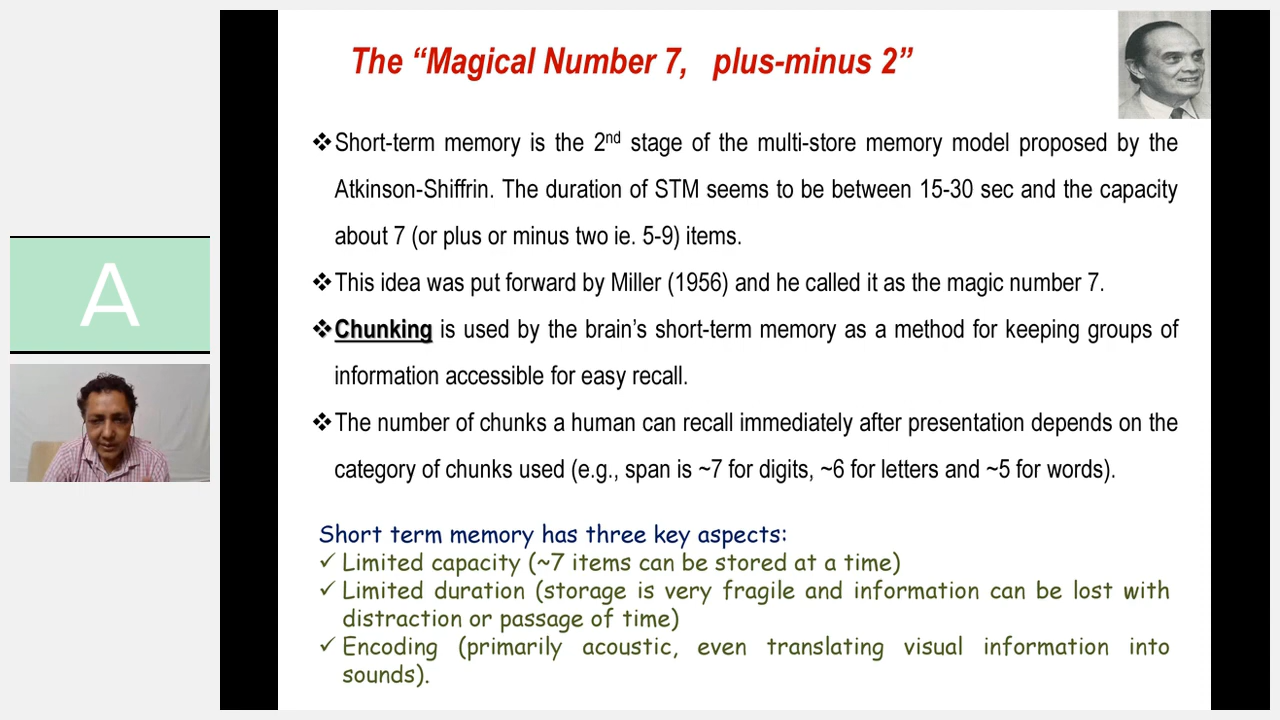 The “Magical Number 7, plus-minus 2”
❖Short-term memory is the 2nd stage of the multi-store memory model proposed by the
Atkinson-Shiffrin. The duration of STM seems to be between 15-30 sec and the capacity
about 7 (or plus or minus two ie. 5-9) items.
❖This idea was put forward by Miller (1956) and he called it as the magic number 7.
❖Chunking is used by the brain’s short-term memory as a method for keeping groups of
information accessible for easy recall.
❖The number of chunks a human can recall immediately after presentation depends on the
category of chunks used (e.g., span is ~7 for digits, ~6 for letters and ~5 for words).
A
Short term memory has three key aspects:
✓ Limited capacity (~7 items can be stored at a time)
✓ Limited duration (storage is very fragile and information can be lost with
distraction or passage of time)
✓ Encoding (primarily acoustic, even translating visual information into
sounds).